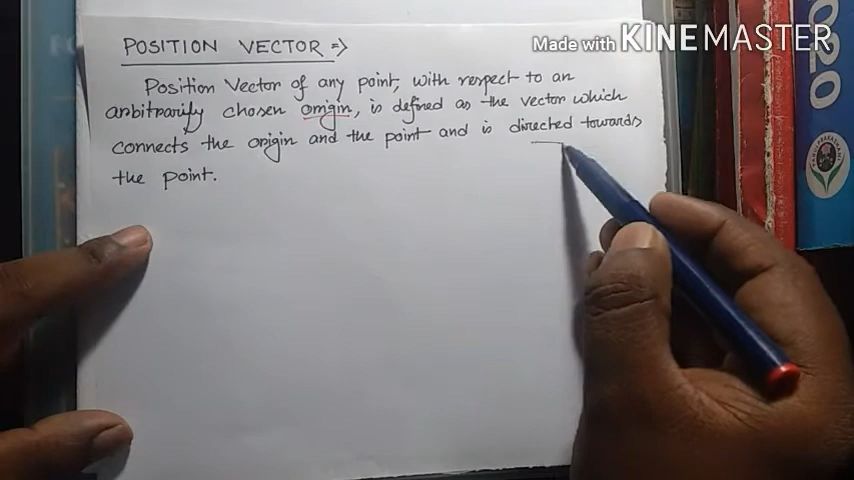 Made with KINEMASTER
POSITION VECTOR =>
Position Vector of any point, with respect to an
arbitrarily chosen origin, is defined as the vector which
connects the origin and the point and is directed towards
the point.
020